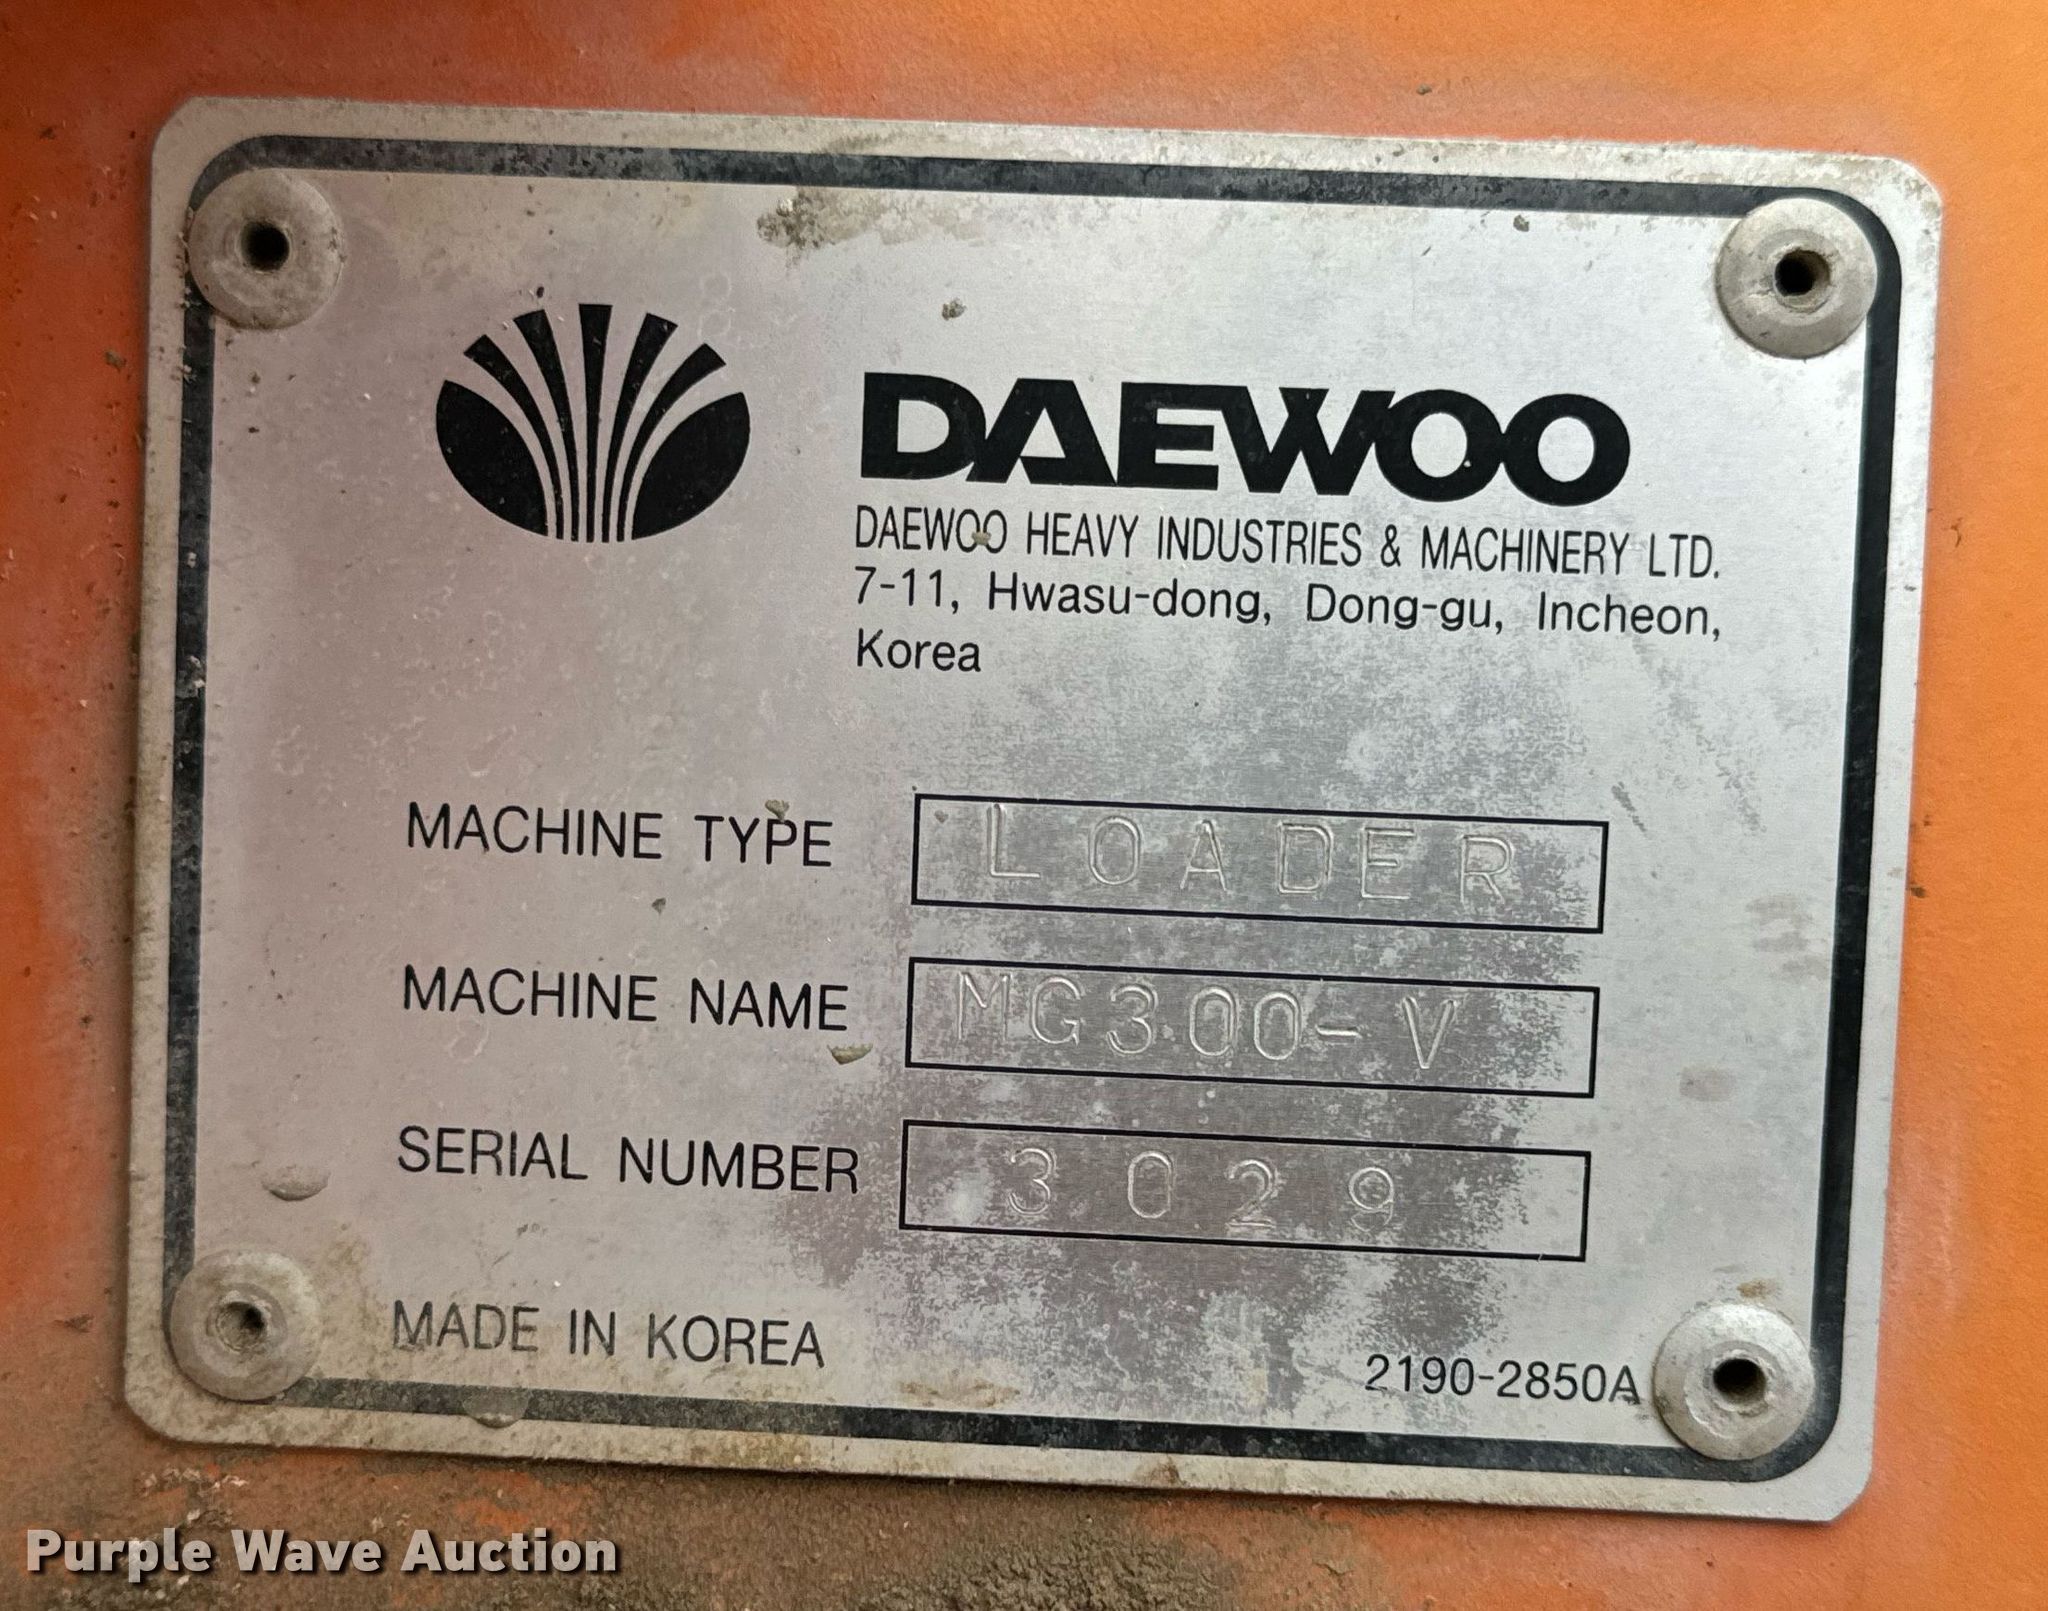 DAEWOO
DAEWOO HEAVY INDUSTRIES & MACHINERY LTD.
7-11, Hwasu-dong, Dong-gu, Incheon,
Korea
MACHINE TYPE LOADER
MACHINE NAME MG300-V
SERIAL NUMBER 3029
MADE IN KOREA
2190-2850A
Purple Wave Auction